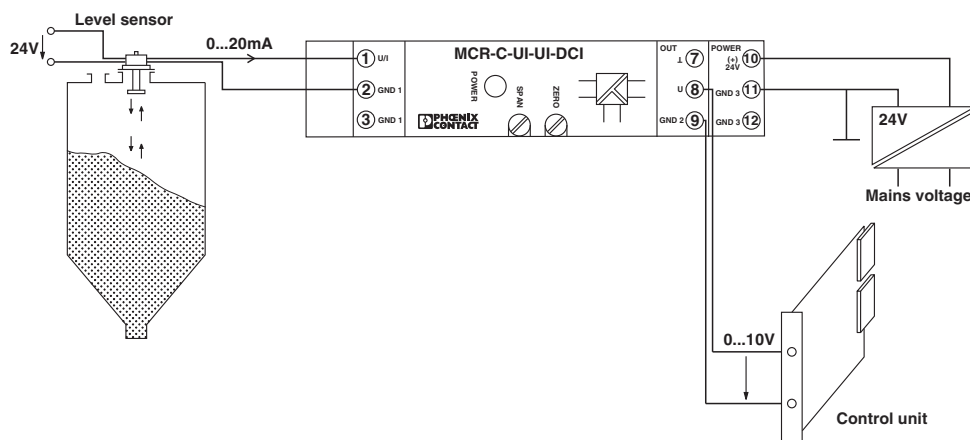 Level sensor
24V
0...20mA
1 U/I
2 GND 1
3 GND 1
MCR-C-UI-UI-DCI
POWER
SPAN
ZERO
PHŒNIX
CONTACT
OUT
I 7
U 8
GND 2 9
POWER
(+)
24V
10
GND 3 11
GND 3 12
24V
Mains voltage
0...10V
Control unit